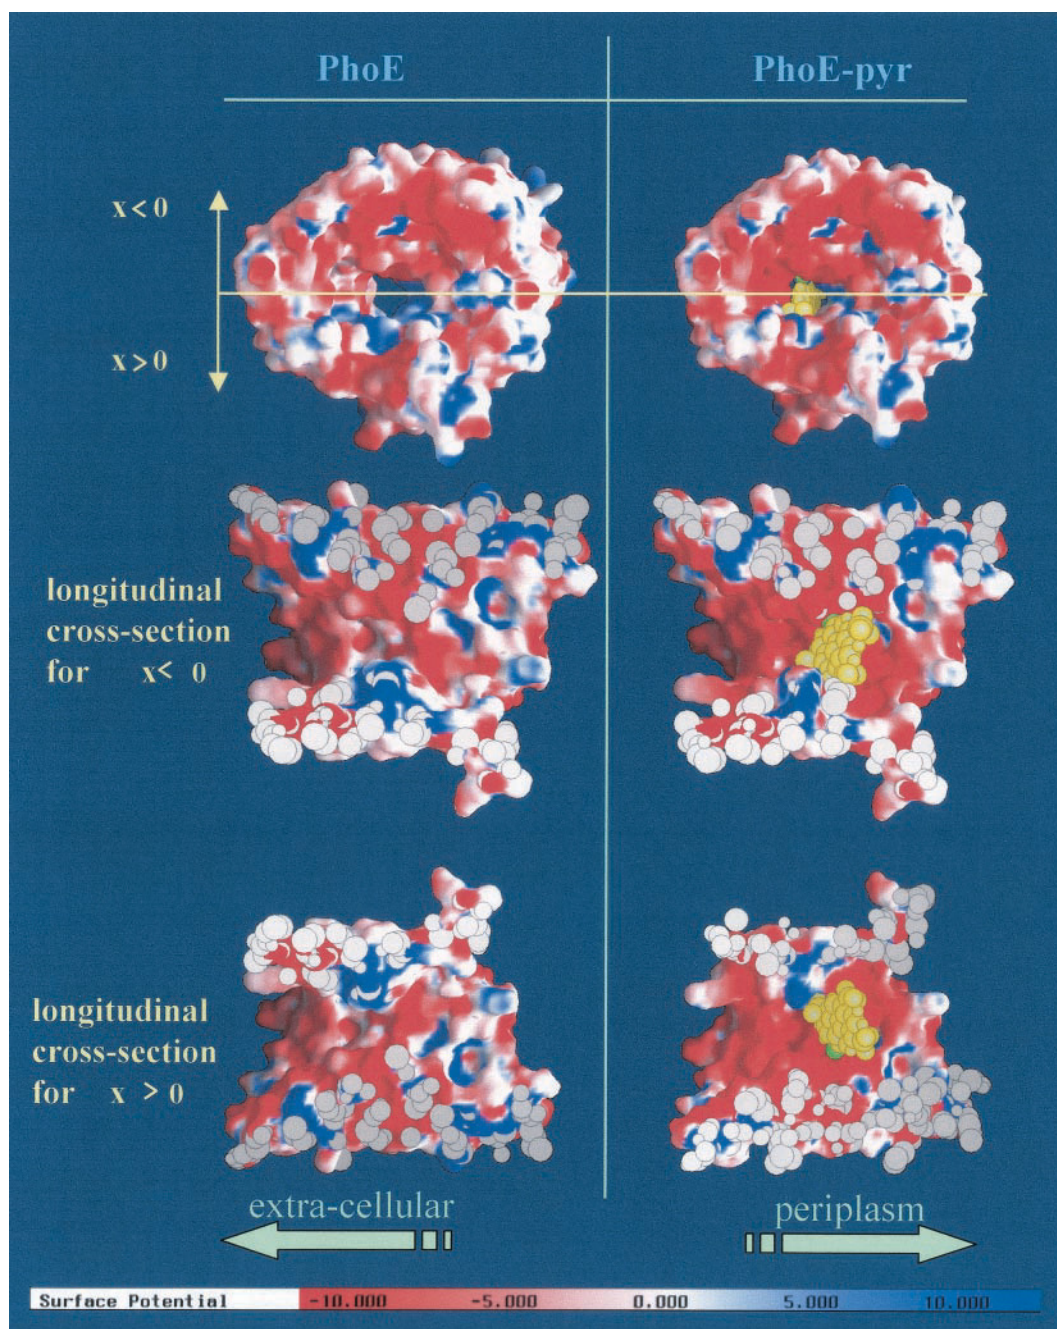 PhoE
PhoE-pyr
x < 0
x > 0
longitudinal
cross-section
for x < 0
longitudinal
cross-section
for x > 0
extra-cellular
periplasm
Surface Potential -10.000 -5.000 0.000 5.000 10.000